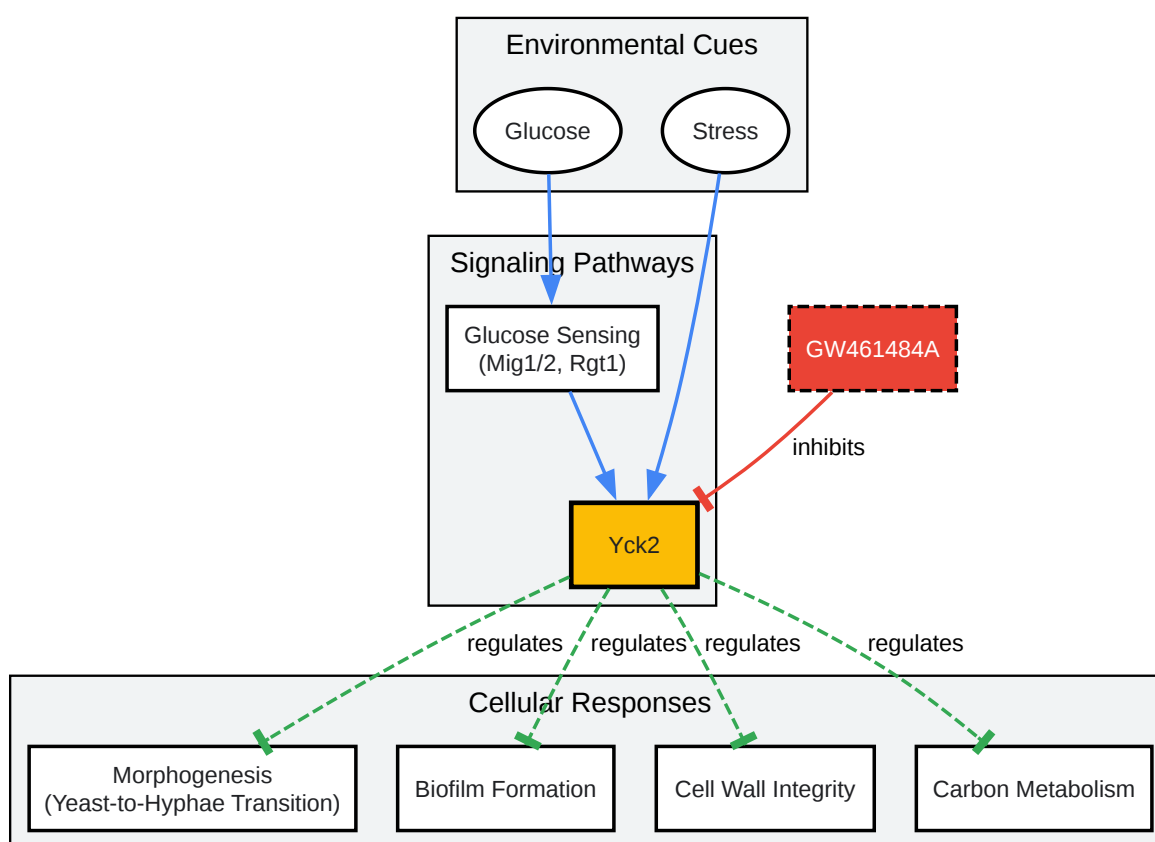 Environmental Cues
Glucose
Stress
Signaling Pathways
Glucose Sensing
(Mig1/2, Rgt1)
GW461484A
inhibits
Yck2
regulates
regulates
regulates
regulates
Cellular Responses
Morphogenesis
(Yeast-to-Hyphae Transition)
Biofilm Formation
Cell Wall Integrity
Carbon Metabolism